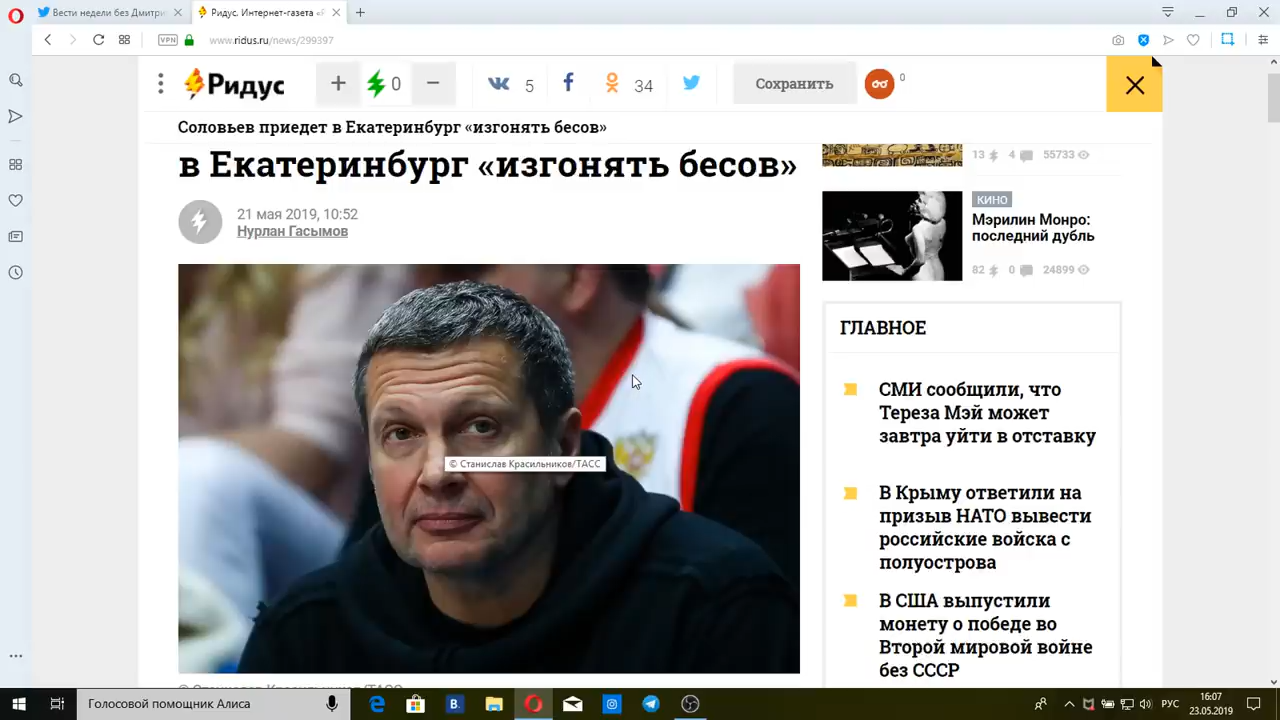 Вести недели без Дмитри
Ридус. Интернет-газета «Р
VPN
www.ridus.ru/news/299397
Ридус
0
5
34
Сохранить
0
Соловьев приедет в Екатеринбург «изгонять бесов»
в Екатеринбург «изгонять бесов»
21 мая 2019, 10:52
Нурлан Гасымов
© Станислав Красильников/ТАСС
© Станислав Красильников/ТАСС
13 4 55733
КИНО
Мэрилин Монро:
последний дубль
82 0 24899
ГЛАВНОЕ
СМИ сообщили, что
Тереза Мэй может
завтра уйти в отставку
В Крыму ответили на
призыв НАТО вывести
российские войска с
полуострова
В США выпустили
монету о победе во
Второй мировой войне
без СССР
Голосовой помощник Алиса
B.
РУС
16:07
23.05.2019